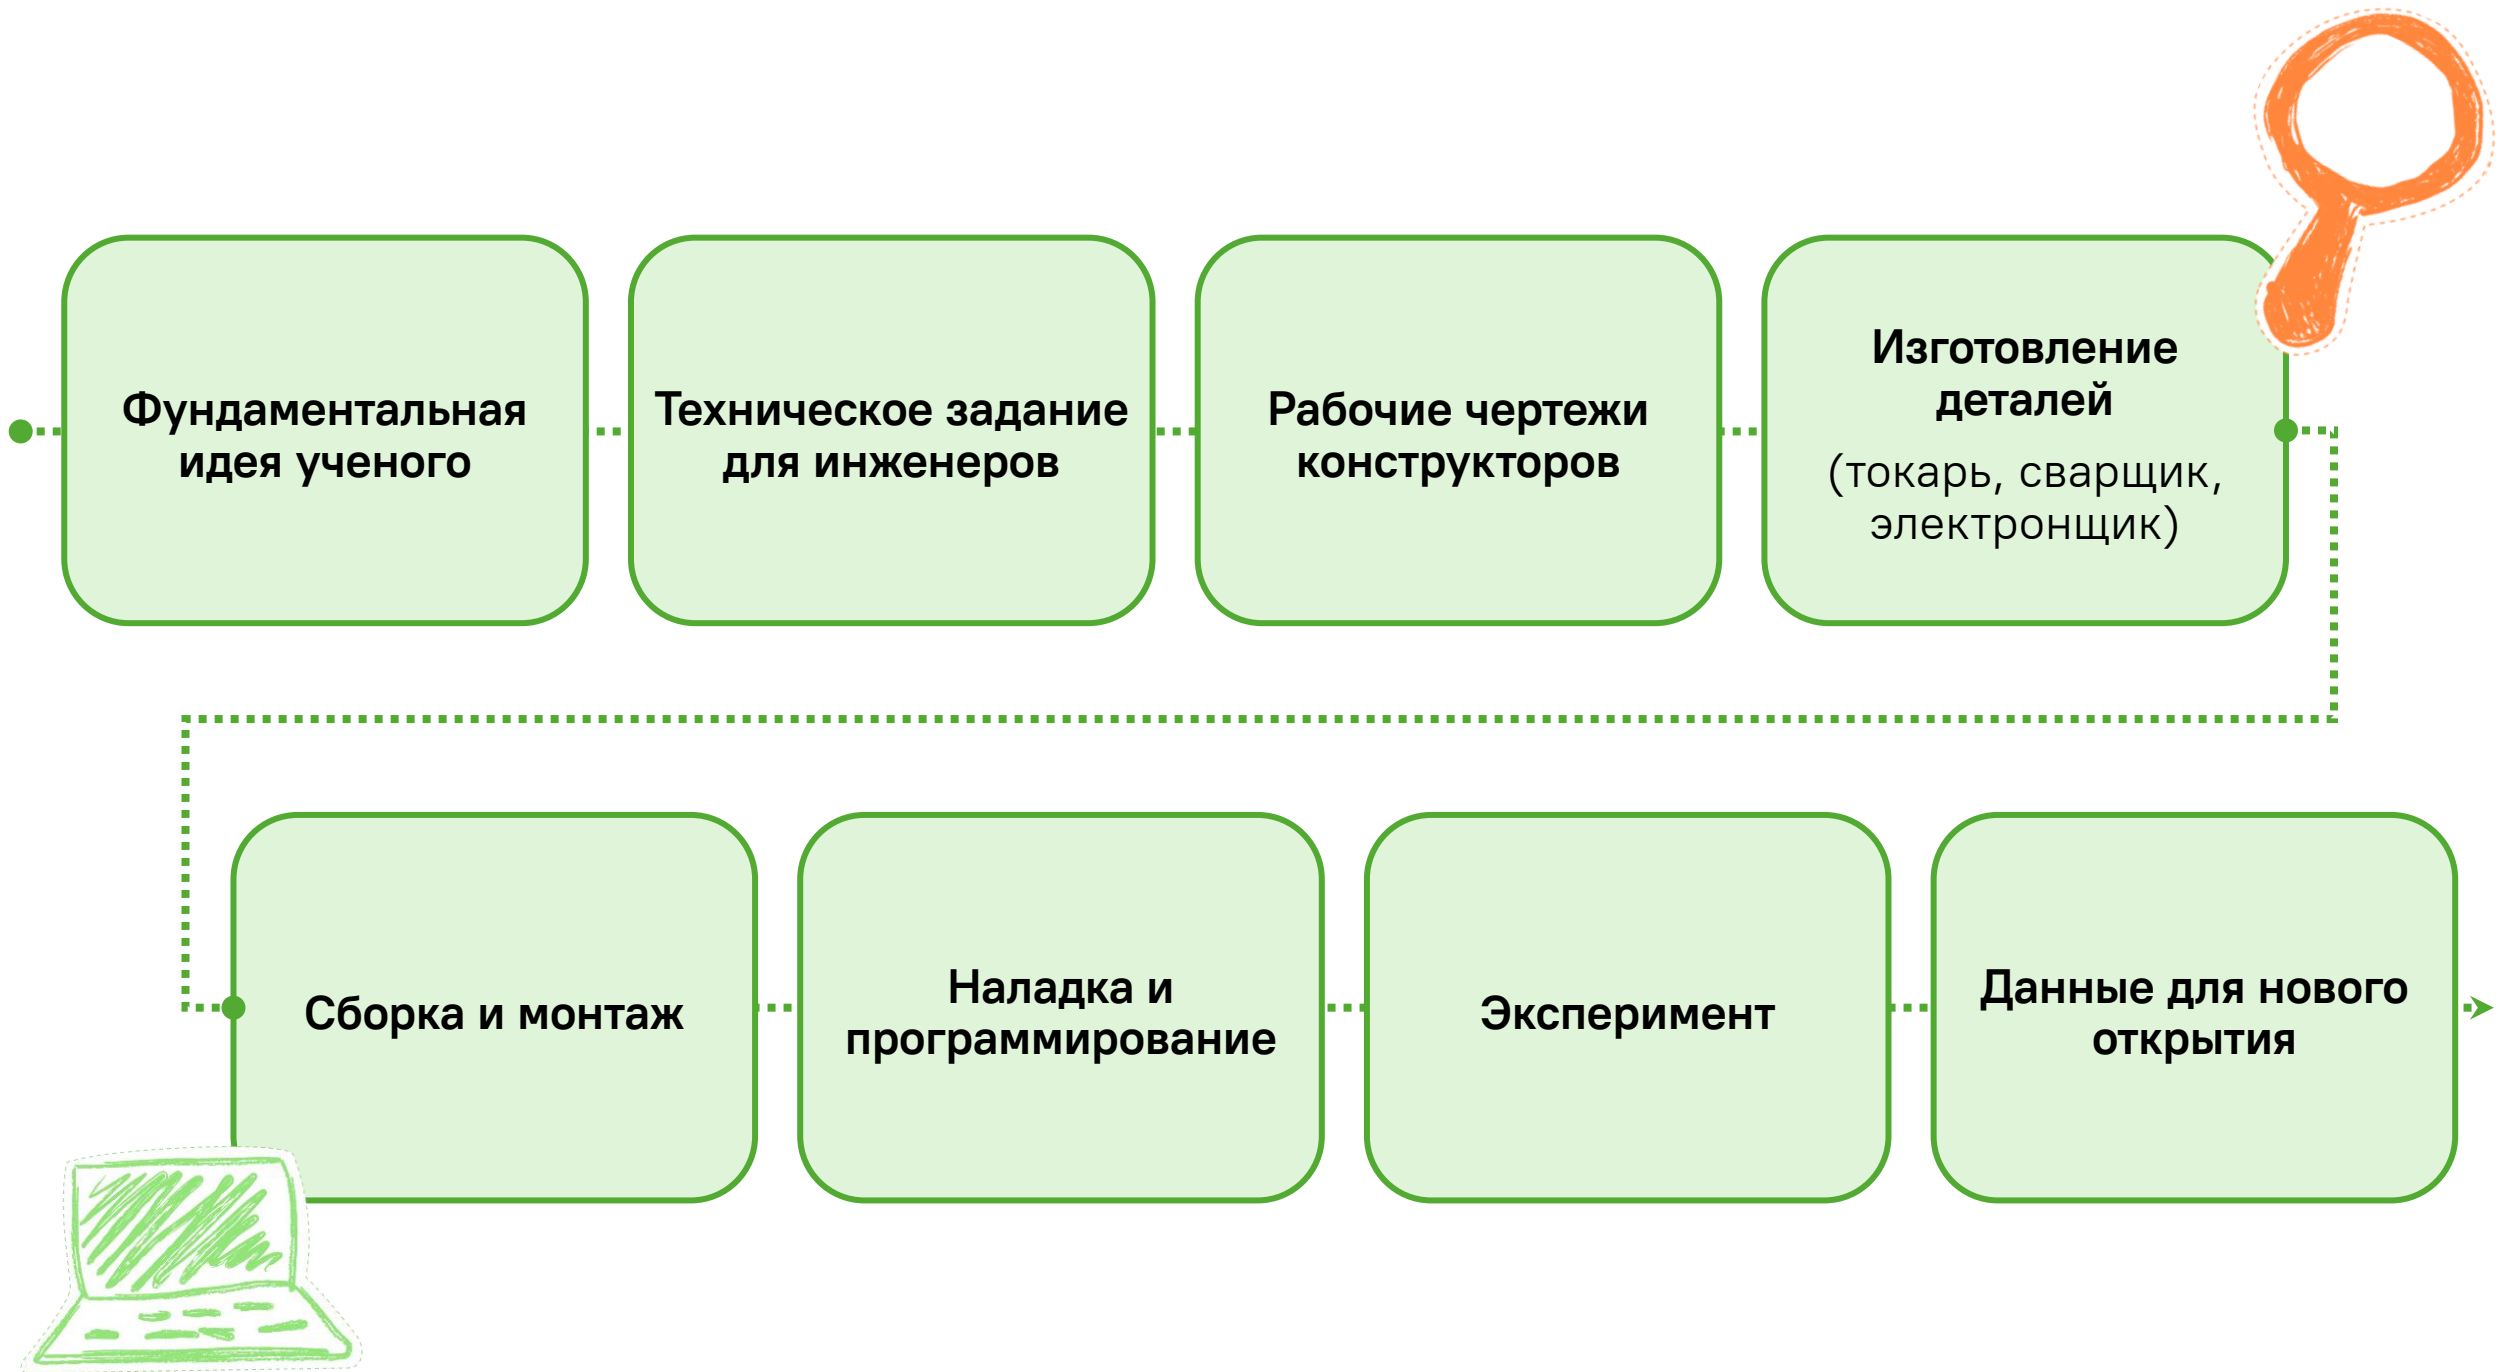 Фундаментальная
идея ученого
Техническое задание
для инженеров
Рабочие чертежи
конструкторов
Изготовление
деталей
(токарь, сварщик,
электронщик)
Сборка и монтаж
Наладка и
программирование
Эксперимент
Данные для нового
открытия